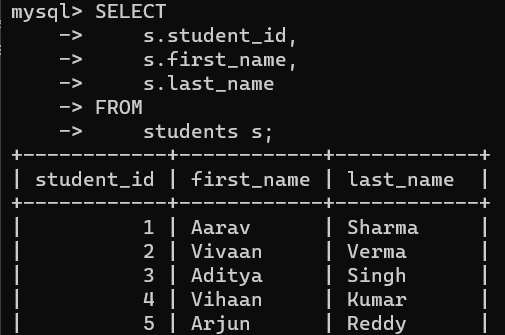 mysql> SELECT
    ->     s.student_id,
    ->     s.first_name,
    ->     s.last_name
    -> FROM
    ->     students s;
+------------+------------+-----------+
| student_id | first_name | last_name |
+------------+------------+-----------+
|          1 | Aarav      | Sharma    |
|          2 | Vivaan     | Verma     |
|          3 | Aditya     | Singh     |
|          4 | Vihaan     | Kumar     |
|          5 | Arjun      | Reddy     |